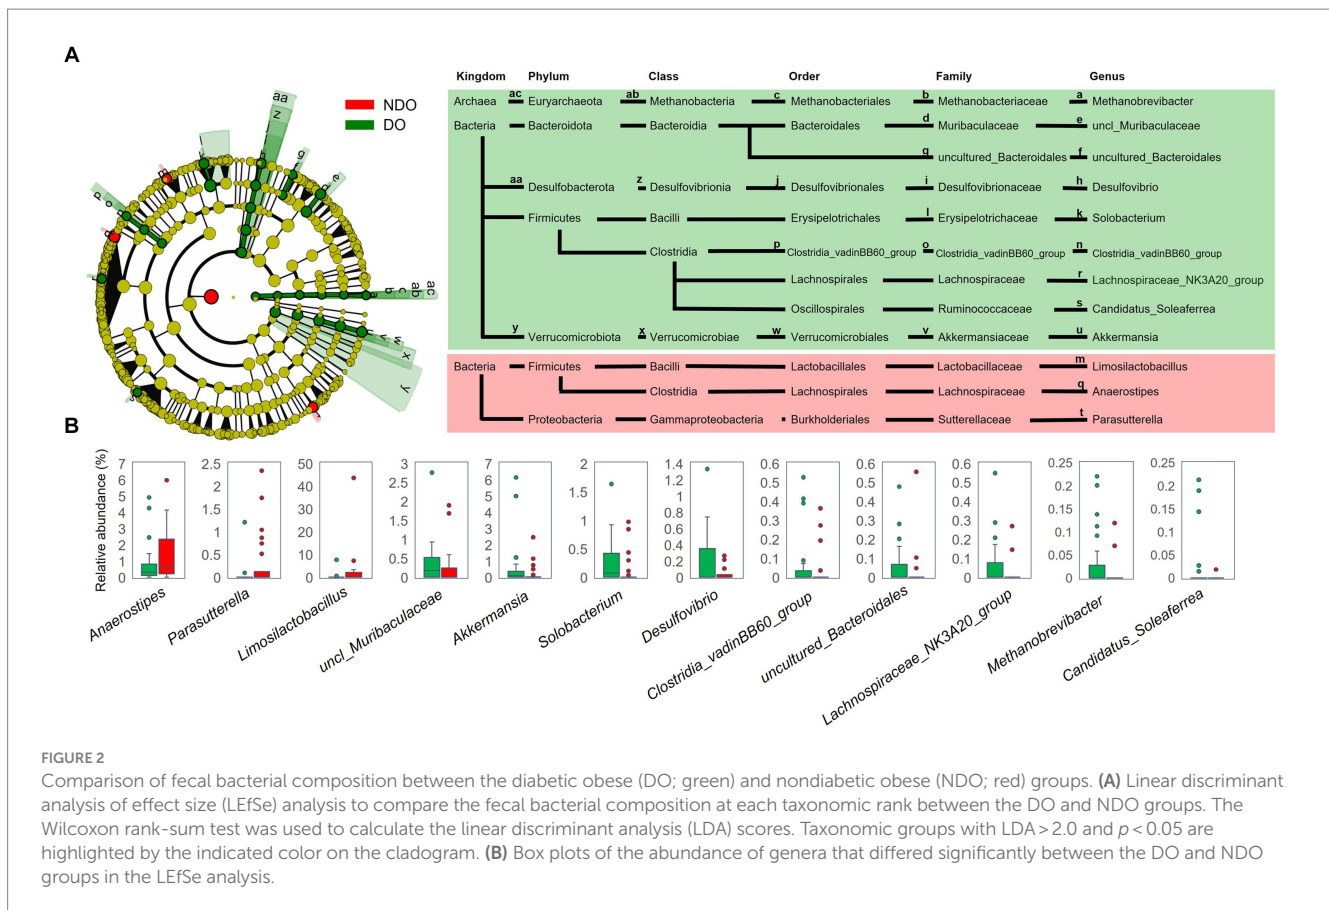 A
NDO
DO
Kingdom Phylum Class Order Family Genus
Archaea ac Euryarchaeota ab Methanobacteria c Methanobacteriales b Methanobacteriaceae a Methanobrevibacter
Bacteria Bacteroidota Bacteroidia Bacteroidales d Muribaculaceae e uncl_Muribaculaceae
g uncultured_Bacteroidales f uncultured_Bacteroidales
aa Desulfobacterota z Desulfovibrionia j Desulfovibrionales i Desulfovibrionaceae h Desulfovibrio
Firmicutes Bacilli Erysipelotrichales l Erysipelotrichaceae k Solobacterium
Clostridia p Clostridia_vadinBB60_group o Clostridia_vadinBB60_group n Clostridia_vadinBB60_group
Lachnospirales Lachnospiraceae r Lachnospiraceae_NK3A20_group
Oscillospirales Ruminococcaceae s Candidatus_Soleaferrea
y Verrucomicrobiota x Verrucomicrobiae w Verrucomicrobiales v Akkermansiaceae u Akkermansia
Bacteria Firmicutes Bacilli Lactobacillales Lactobacillaceae m Limosilactobacillus
Clostridia Lachnospirales Lachnospiraceae q Anaerostipes
Proteobacteria Gammaproteobacteria Burkholderiales Sutterellaceae t Parasutterella
aa
z
e
d
o
ac
ab
c
b
a
v
w
x
y
B
Relative abundance (%)
7 6 5 4 3 2 1 0
2.5 2 1.5 1 0.5 0
50 40 30 20 10 0
3 2.5 2 1.5 1 0.5 0
7 6 5 4 3 2 1 0
2 1.5 1 0.5 0
1.4 1.2 1 0.8 0.6 0.4 0.2 0
0.6 0.5 0.4 0.3 0.2 0.1 0
0.6 0.5 0.4 0.3 0.2 0.1 0
0.6 0.5 0.4 0.3 0.2 0.1 0
0.25 0.2 0.15 0.1 0.05 0
0.25 0.2 0.15 0.1 0.05 0
Anaerostipes
Parasutterella
Limosilactobacillus
uncl_Muribaculaceae
Akkermansia
Solobacterium
Desulfovibrio
Clostridia_vadinBB60_group
uncultured_Bacteroidales
Lachnospiraceae_NK3A20_group
Methanobrevibacter
Candidatus_Soleaferrea
FIGURE 2
Comparison of fecal bacterial composition between the diabetic obese (DO; green) and nondiabetic obese (NDO; red) groups. (A) Linear discriminant
analysis of effect size (LEfSe) analysis to compare the fecal bacterial composition at each taxonomic rank between the DO and NDO groups. The
Wilcoxon rank-sum test was used to calculate the linear discriminant analysis (LDA) scores. Taxonomic groups with LDA > 2.0 and p < 0.05 are
highlighted by the indicated color on the cladogram. (B) Box plots of the abundance of genera that differed significantly between the DO and NDO
groups in the LEfSe analysis.